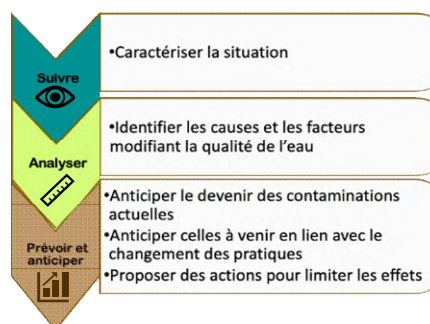 Suivre
•Caractériser la situation
Analyser
•Identifier les causes et les facteurs
modifiant la qualité de l'eau
Prévoir et
anticiper
•Anticiper le devenir des contaminations
actuelles
•Anticiper celles à venir en lien avec le
changement des pratiques
•Proposer des actions pour limiter les effets